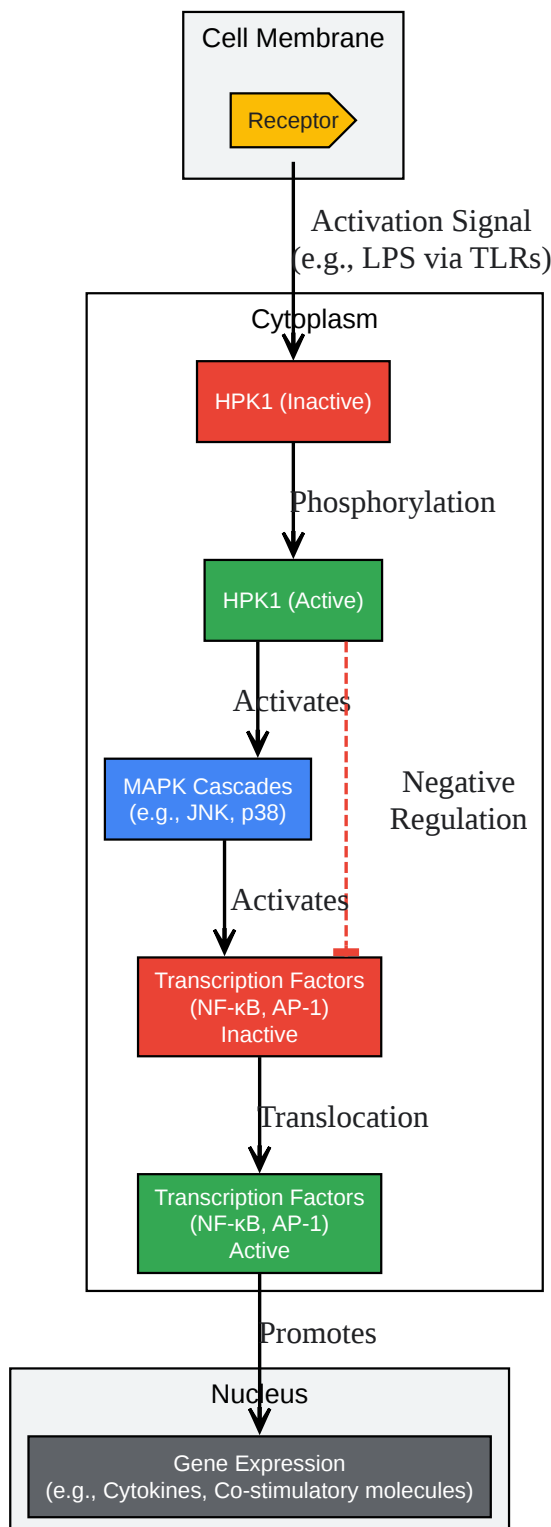 Cell Membrane
Receptor
Activation Signal
(e.g., LPS via TLRs)
Cytoplasm
HPK1 (Inactive)
Phosphorylation
HPK1 (Active)
Activates
MAPK Cascades
(e.g., JNK, p38)
Negative
Regulation
Activates
Transcription Factors
(NF-κB, AP-1)
Inactive
Translocation
Transcription Factors
(NF-κB, AP-1)
Active
Promotes
Nucleus
Gene Expression
(e.g., Cytokines, Co-stimulatory molecules)